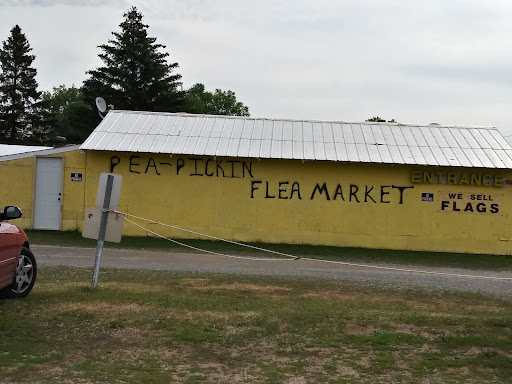 PEA-PICKIN
FLEA MARKET
ENTRANCE
WE SELL
FLAGS